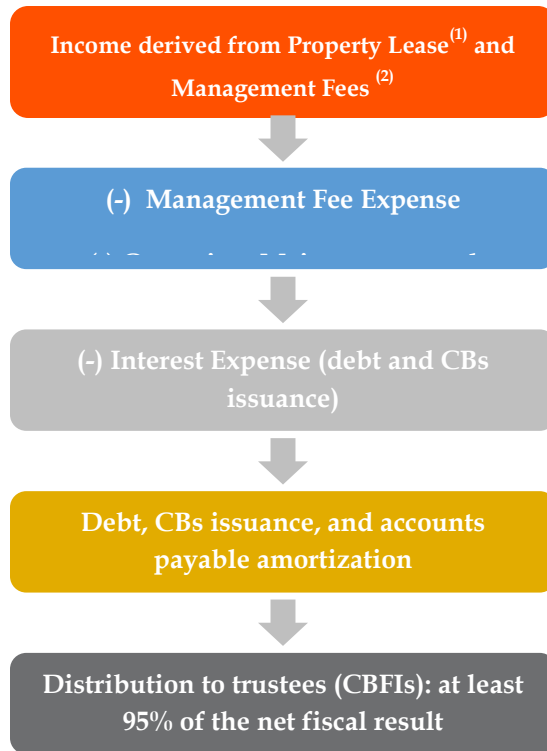 Income derived from Property Lease(1) and
Management Fees (2)
(-) Management Fee Expense
(-) Interest Expense (debt and CBs
issuance)
Debt, CBs issuance, and accounts
payable amortization
Distribution to trustees (CBFIs): at least
95% of the net fiscal result